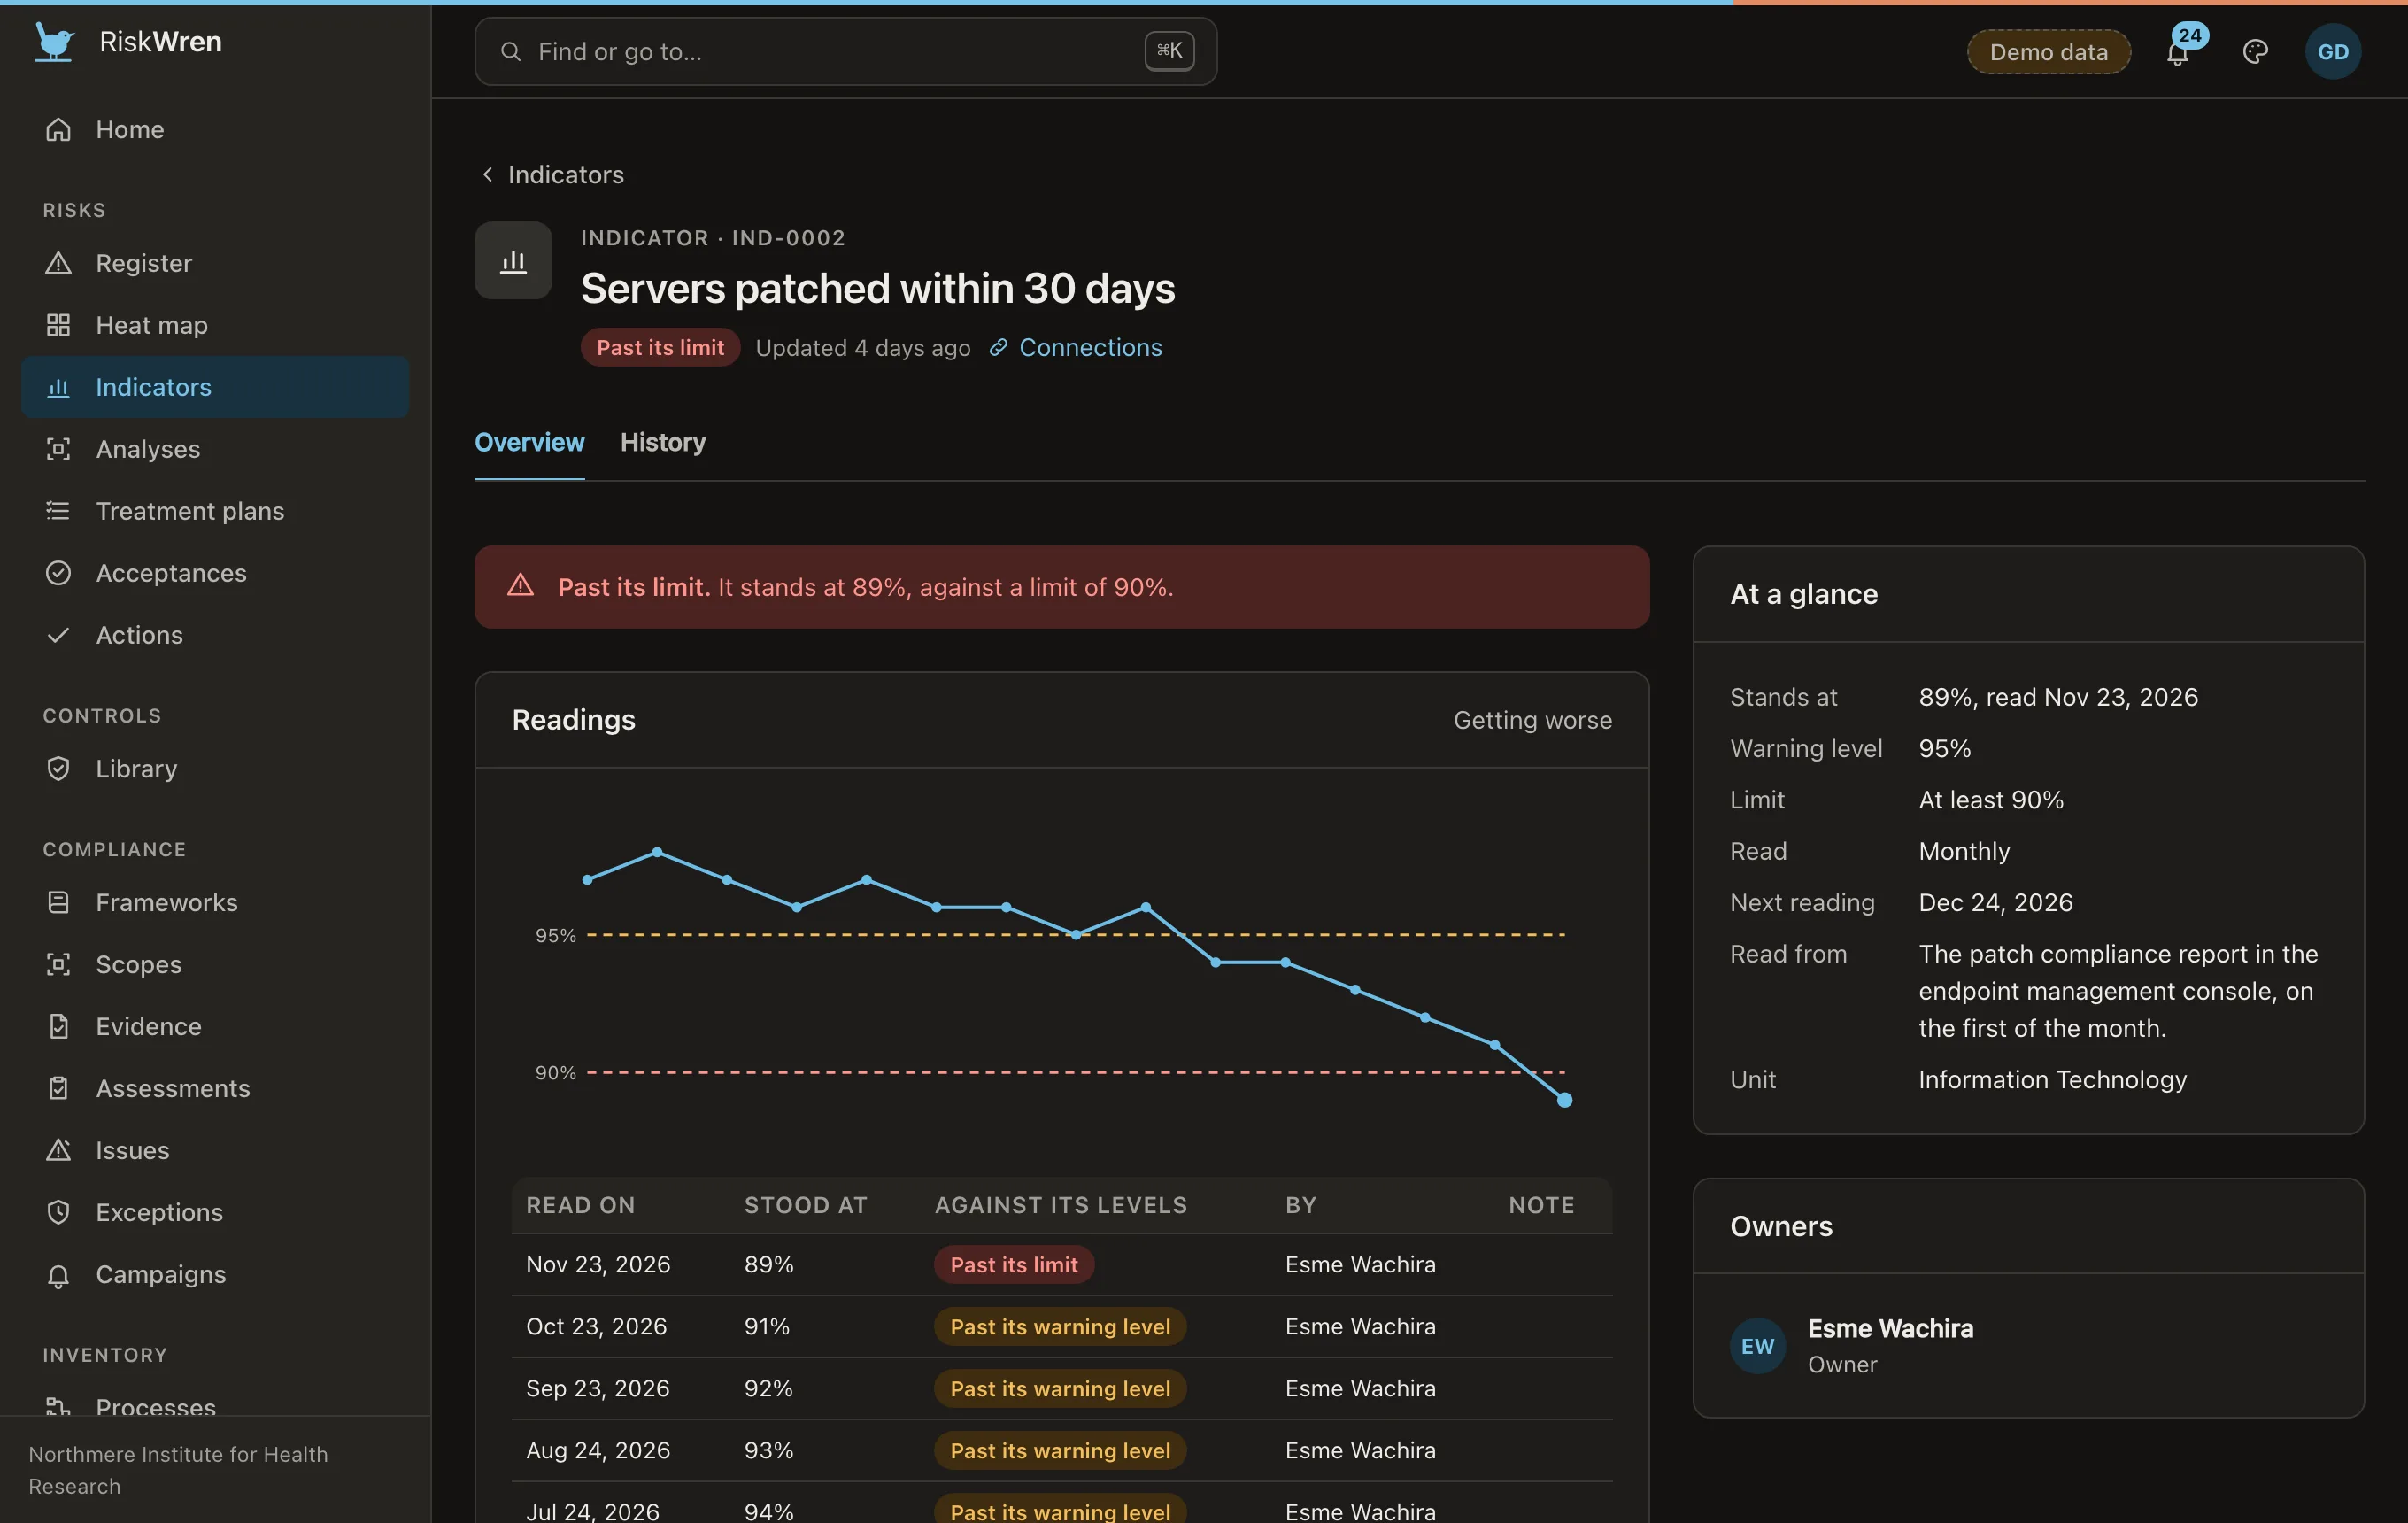 RiskWren
Find or go to...
⌘K
Demo data
24
GD
Home
RISKS
Register
Heat map
Indicators
Analyses
Treatment plans
Acceptances
Actions
CONTROLS
Library
COMPLIANCE
Frameworks
Scopes
Evidence
Assessments
Issues
Exceptions
Campaigns
INVENTORY
Processes
Northmere Institute for Health
Research
Indicators
INDICATOR · IND-0002
Servers patched within 30 days
Past its limit Updated 4 days ago Connections
Overview History
Past its limit. It stands at 89%, against a limit of 90%.
Readings Getting worse
95%
90%
READ ON STOOD AT AGAINST ITS LEVELS BY NOTE
Nov 23, 2026 89% Past its limit Esme Wachira
Oct 23, 2026 91% Past its warning level Esme Wachira
Sep 23, 2026 92% Past its warning level Esme Wachira
Aug 24, 2026 93% Past its warning level Esme Wachira
Jul 24, 2026 94% Past its warning level Esme Wachira
At a glance
Stands at 89%, read Nov 23, 2026
Warning level 95%
Limit At least 90%
Read Monthly
Next reading Dec 24, 2026
Read from The patch compliance report in the
endpoint management console, on
the first of the month.
Unit Information Technology
Owners
EW
Esme Wachira
Owner